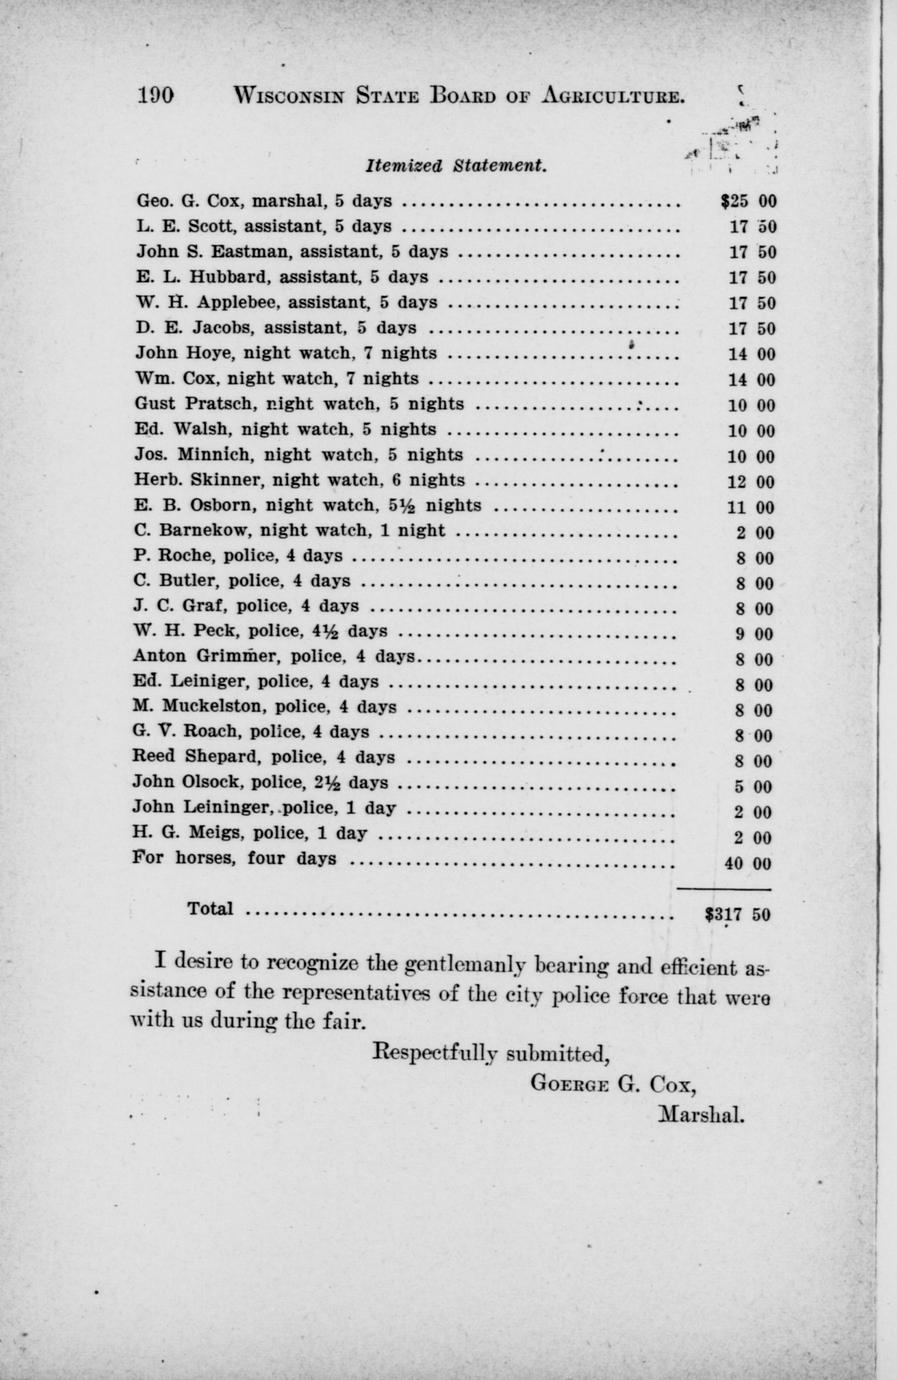 190 Wisconsin State Board of Agriculture.
Itemized Statement.
Geo. G. Cox, marshal, 5 days .............................. $25 00
L. E. Scott, assistant, 5 days .............................. 17 50
John S. Eastman, assistant, 5 days ........................ 17 50
E. L. Hubbard, assistant, 5 days .......................... 17 50
W. H. Applebee, assistant, 5 days ......................... 17 50
D. E. Jacobs, assistant, 5 days ........................... 17 50
John Hoye, night watch, 7 nights ......................... 14 00
Wm. Cox, night watch, 7 nights ........................... 14 00
Gust Pratsch, night watch, 5 nights ...................... 10 00
Ed. Walsh, night watch, 5 nights ......................... 10 00
Jos. Minnich, night watch, 5 nights ...................... 10 00
Herb. Skinner, night watch, 6 nights ...................... 12 00
E. B. Osborn, night watch, 5½ nights .................... 11 00
C. Barnekow, night watch, 1 night ........................ 2 00
P. Roche, police, 4 days ................................... 8 00
C. Butler, police, 4 days .................................. 8 00
J. C. Graf, police, 4 days ................................. 8 00
W. H. Peck, police, 4½ days .............................. 9 00
Anton Grimmer, police, 4 days............................ 8 00
Ed. Leiniger, police, 4 days ............................... 8 00
M. Muckelston, police, 4 days ............................. 8 00
G. V. Roach, police, 4 days ................................ 8 00
Reed Shepard, police, 4 days ............................. 8 00
John Olsock, police, 2½ days .............................. 5 00
John Leininger, police, 1 day ............................. 2 00
H. G. Meigs, police, 1 day ................................ 2 00
For horses, four days ................................... 40 00
Total .............................................. $317 50
I desire to recognize the gentlemanly bearing and efficient as-
sistance of the representatives of the city police force that were
with us during the fair.
Respectfully submitted,
Goerge G. Cox,
Marshal.